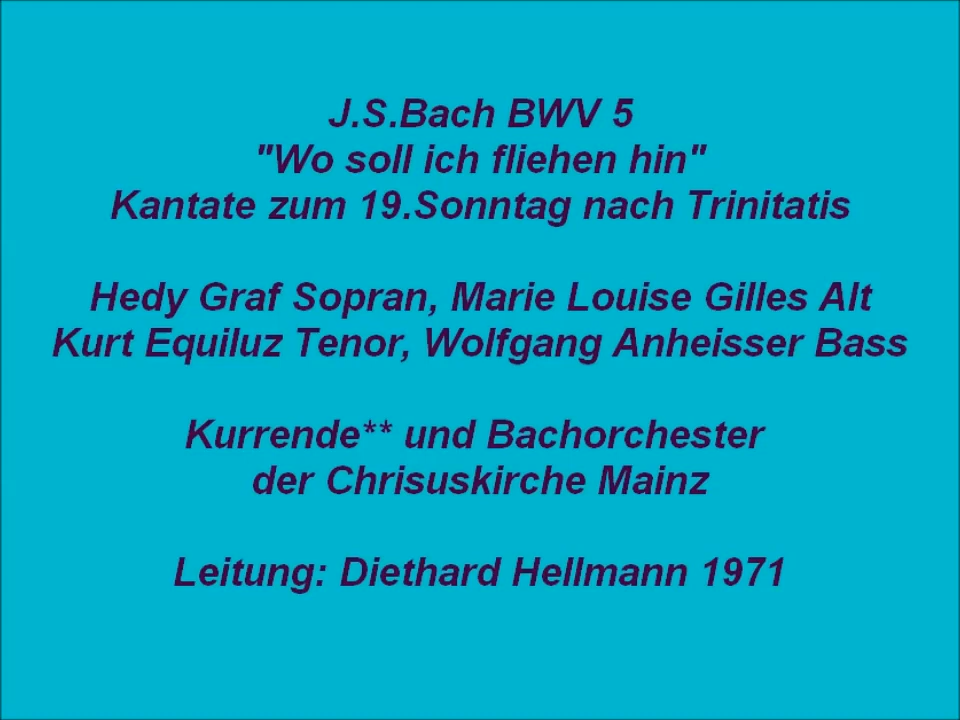 J.S.Bach BWV 5
"Wo soll ich fliehen hin"
Kantate zum 19.Sonntag nach Trinitatis
Hedy Graf Sopran, Marie Louise Gilles Alt
Kurt Equiluz Tenor, Wolfgang Anheisser Bass
Kurrende** und Bachorchester
der Chrisuskirche Mainz
Leitung: Diethard Hellmann 1971